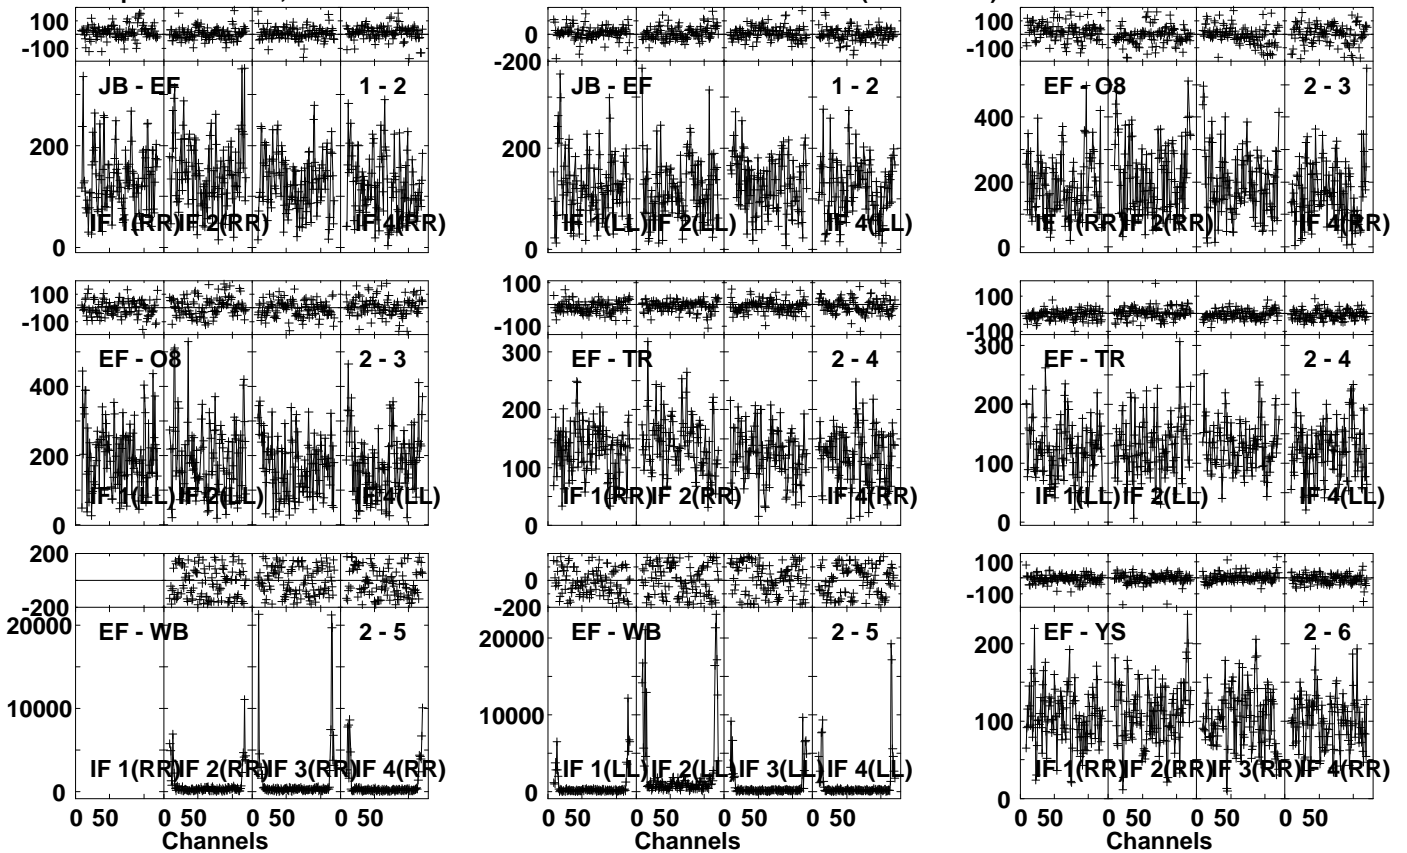 100
-100
JB - EF 1 - 2
200
IF 1(RR) IF 2(RR) IF 4(RR)
0
0
-200
JB - EF 1 - 2
200
IF 1(LL) IF 2(LL) IF 4(LL)
0
100
-100
EF - O8 2 - 3
400
200
IF 1(RR) IF 2(RR) IF 4(RR)
0
100
-100
EF - O8 2 - 3
400
200
IF 1(LL) IF 2(LL) IF 4(LL)
0
100
-100
300
EF - TR 2 - 4
200
100
IF 1(RR) IF 2(RR) IF 4(RR)
0
100
-100
300
EF - TR 2 - 4
200
100
IF 1(LL) IF 2(LL) IF 4(LL)
0
200
-200
20000
EF - WB 2 - 5
10000
IF 1(RR) IF 2(RR) IF 3(RR) IF 4(RR)
0
0 50 0 50 0 50 0 50
Channels
0
-200
20000
EF - WB 2 - 5
10000
IF 1(LL) IF 2(LL) IF 3(LL) IF 4(LL)
0
0 50 0 50 0 50 0 50
Channels
100
-100
EF - YS 2 - 6
200
100
IF 1(RR) IF 2(RR) IF 3(RR) IF 4(RR)
0
0 50 0 50 0 50 0 50
Channels